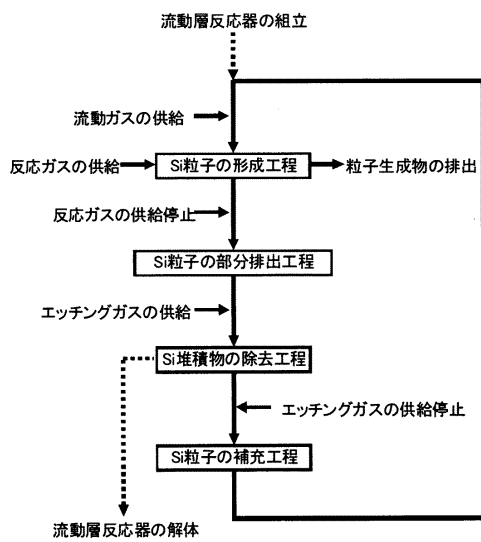 流動層反応器の組立
流動ガスの供給
反応ガスの供給
Si粒子の形成工程
粒子生成物の排出
反応ガスの供給停止
Si粒子の部分排出工程
エッチングガスの供給
Si堆積物の除去工程
エッチングガスの供給停止
Si粒子の補充工程
流動層反応器の解体